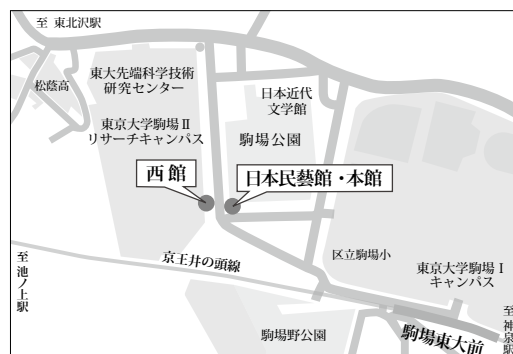 至 東北沢駅
松蔭高
東大先端科学技術
研究センター
日本近代
文学館
東京大学駒場Ⅱ
リサーチキャンパス
駒場公園
西館
日本民藝館・本館
京王井の頭線
区立駒場小
至池ノ上駅
東京大学駒場Ⅰ
キャンパス
駒場野公園
駒場東大前
至神泉駅